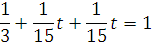 1/3 + 1/15 t + 1/15 t = 1